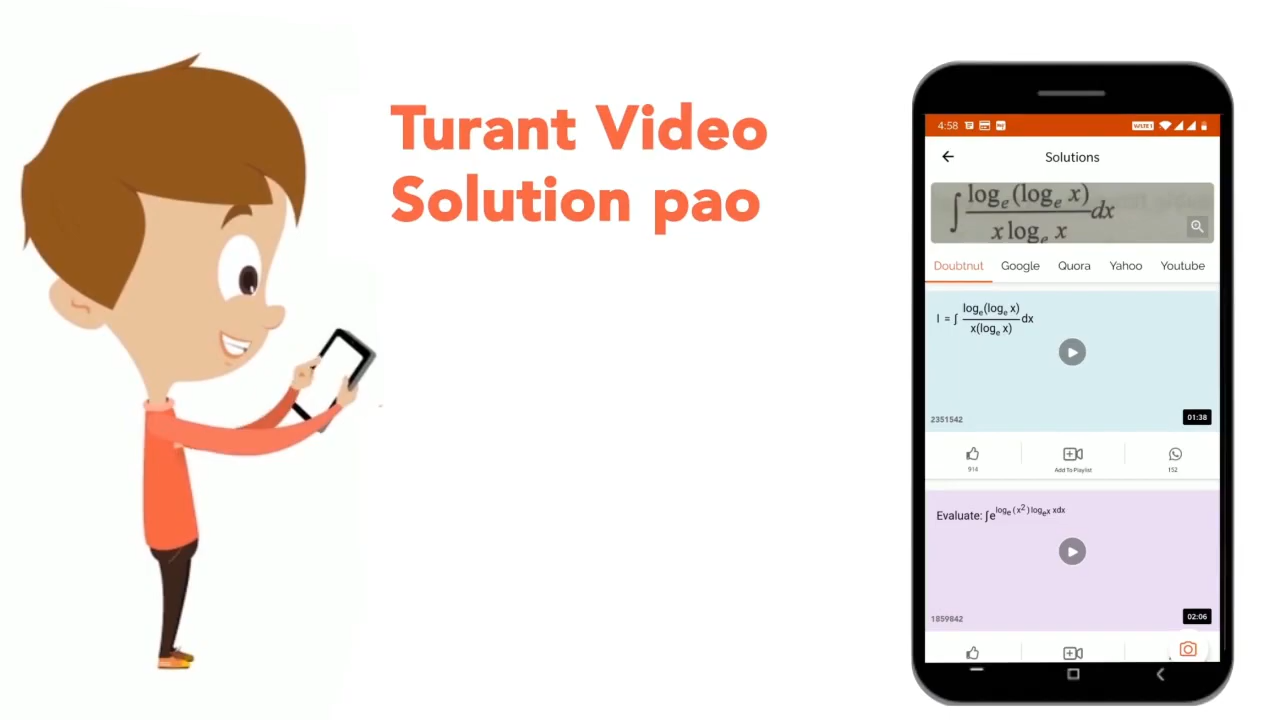 Turant Video
Solution pao
4:58
VoLTE1
Solutions
∫ logₑ(logₑ x) / x logₑ x dx
Doubtnut Google Quora Yahoo Youtube
I = ∫ logₑ(logₑ x) / x(logₑ x) dx
2351542 01:38
914 Add To Playlist 152
Evaluate: ∫e^logₑ(x²)logₑx xdx
1859842 02:06